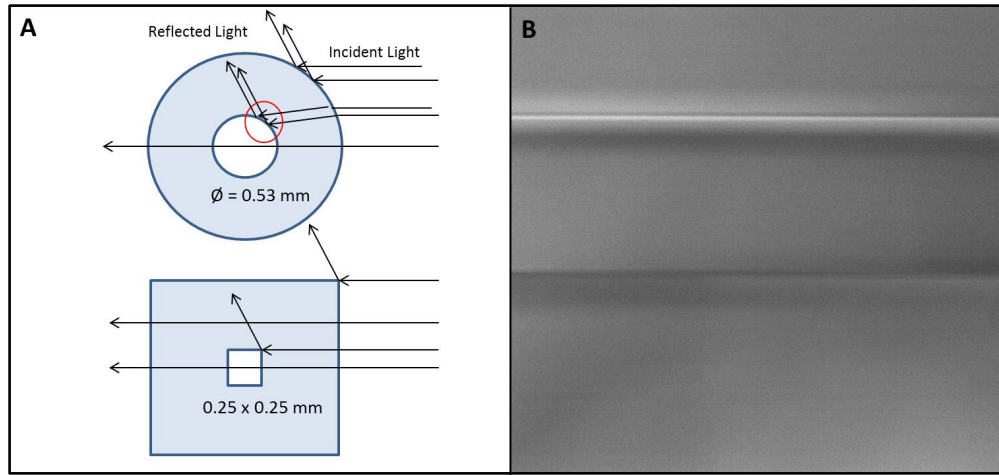 A
Reflected Light
Incident Light
Ø = 0.53 mm
0.25 x 0.25 mm
B